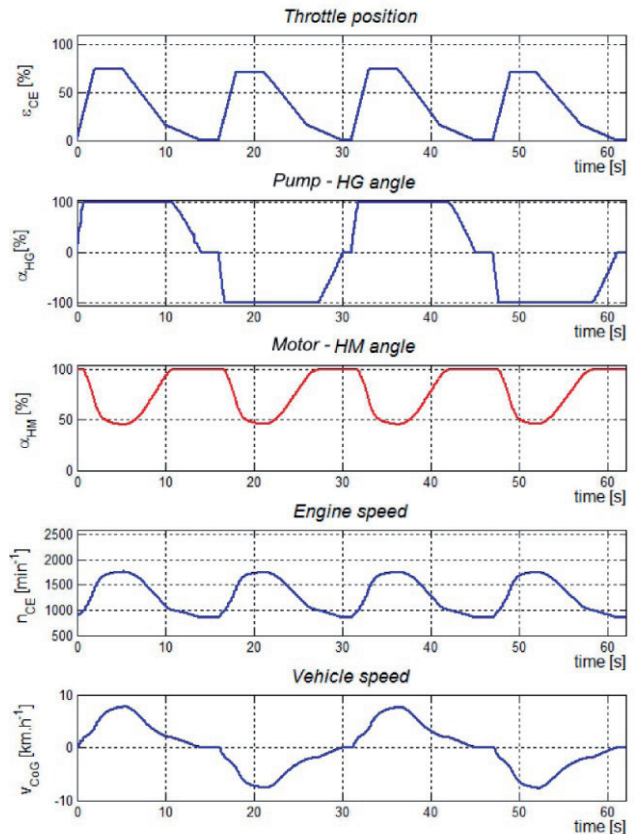 Throttle position
ε_CE [%]
100
50
0
0 10 20 30 40 50 60
time [s]
Pump - HG angle
α_HG[%]
100
0
-100
0 10 20 30 40 50 60
time [s]
Motor - HM angle
α_HM [%]
100
50
0
0 10 20 30 40 50 60
time [s]
Engine speed
n_CE [min⁻¹]
2500
2000
1500
1000
500
0 10 20 30 40 50 60
time [s]
Vehicle speed
v_CoG [km.h⁻¹]
10
0
-10
0 10 20 30 40 50 60